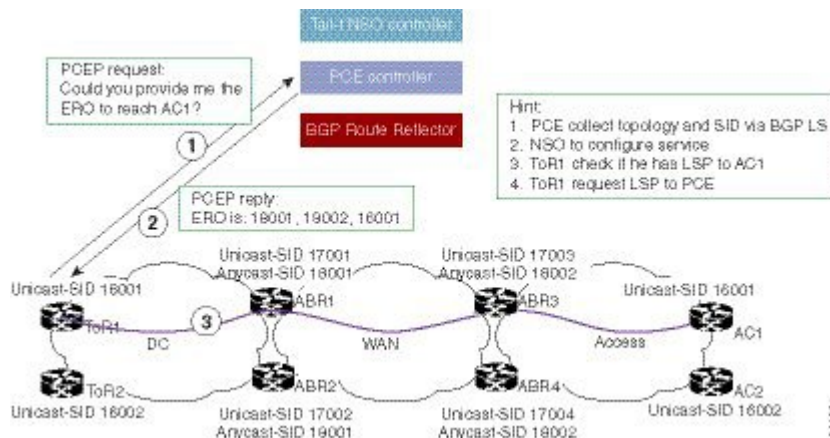 Tail-f NSO controller
PCEP request:
Could you provide me the
ERO to reach AC1?
PCE controller
BGP Route Reflector
Hint:
1. PCE collect topology and SID via BGP LS
2. NSO to configure service
3. ToR1 check if he has LSP to AC1
4. ToR1 request LSP to PCE
1
PCEP reply:
ERO is: 18001, 19002, 16001
2
Unicast-SID 17001
Anycast-SID 18001
Unicast-SID 17003
Anycast-SID 18002
Unicast-SID 16001
Unicast-SID 16001
ToR1
3
ABR1
ABR3
AC1
DC
WAN
Access
ToR2
ABR2
ABR4
AC2
Unicast-SID 16002
Unicast-SID 17002
Anycast-SID 19001
Unicast-SID 17004
Anycast-SID 18002
Unicast-SID 16002